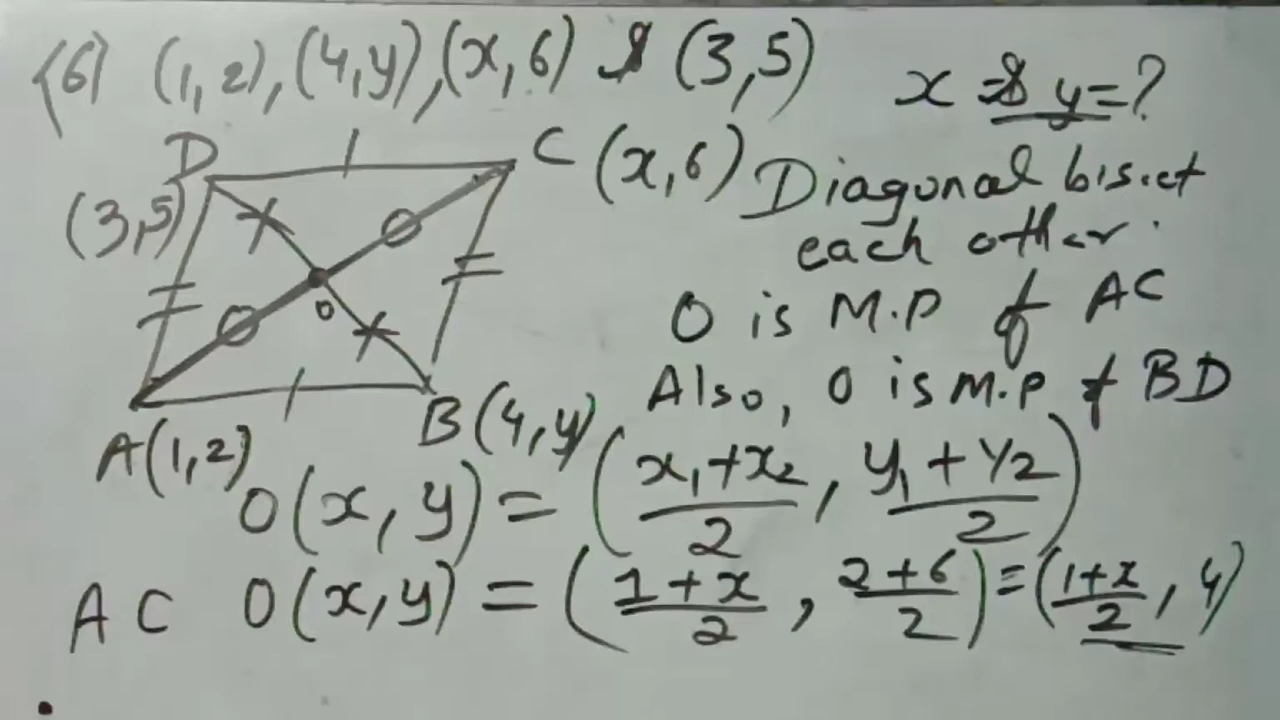 (6) (1,2), (4,y), (x,6) & (3,5) x & y = ?
D C (x,6) Diagonal bisect
(3,5) each other.
O is M.P of AC
Also, O is M.P of BD
A(1,2) B(4,y)
O(x,y) = (x₁+x₂/2, y₁+y₂/2)
AC O(x,y) = (1+x/2, 2+6/2) = (1+x/2, 4)